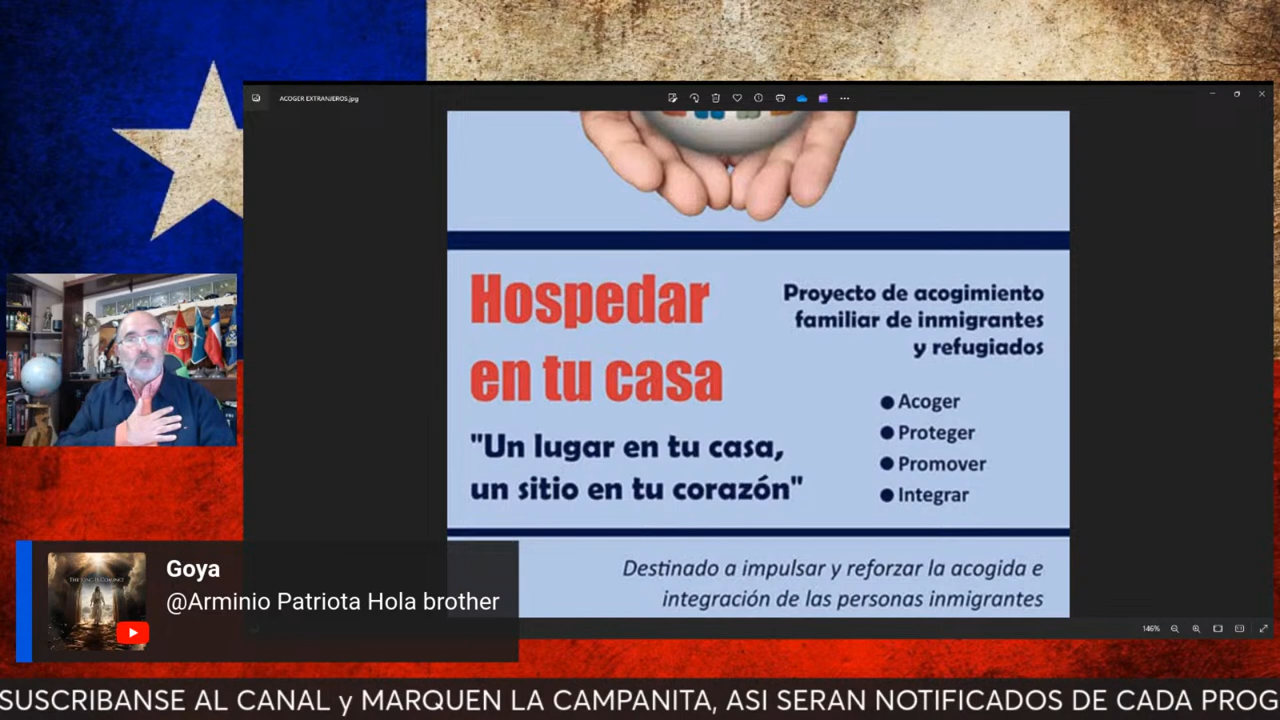 ACOGER EXTRANJEROS.jpg
Hospedar
en tu casa
"Un lugar en tu casa,
un sitio en tu corazón"
Proyecto de acogimiento
familiar de inmigrantes
y refugiados
● Acoger
● Proteger
● Promover
● Integrar
Destinado a impulsar y reforzar la acogida e
integración de las personas inmigrantes
146%
Goya
@Arminio Patriota Hola brother
SUSCRIBANSE AL CANAL y MARQUEN LA CAMPANITA, ASI SERAN NOTIFICADOS DE CADA PROG